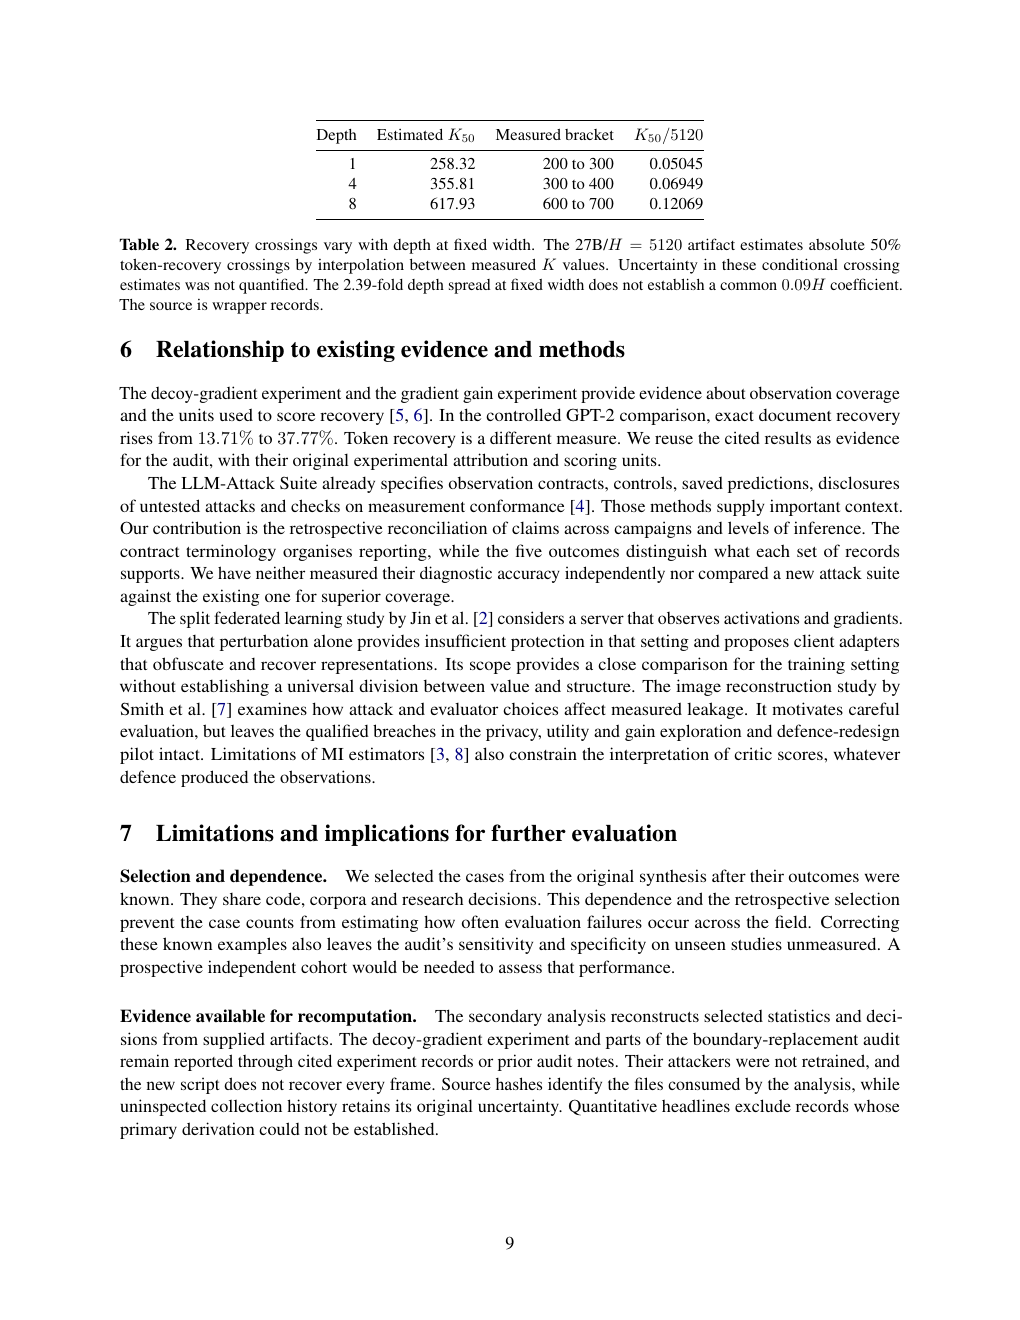 Depth Estimated K50 Measured bracket K50/5120
1 258.32 200 to 300 0.05045
4 355.81 300 to 400 0.06949
8 617.93 600 to 700 0.12069
Table 2. Recovery crossings vary with depth at fixed width. The 27B/H = 5120 artifact estimates absolute 50%
token-recovery crossings by interpolation between measured K values. Uncertainty in these conditional crossing
estimates was not quantified. The 2.39-fold depth spread at fixed width does not establish a common 0.09H coefficient.
The source is wrapper records.
6 Relationship to existing evidence and methods
The decoy-gradient experiment and the gradient gain experiment provide evidence about observation coverage
and the units used to score recovery [5, 6]. In the controlled GPT-2 comparison, exact document recovery
rises from 13.71% to 37.77%. Token recovery is a different measure. We reuse the cited results as evidence
for the audit, with their original experimental attribution and scoring units.
The LLM-Attack Suite already specifies observation contracts, controls, saved predictions, disclosures
of untested attacks and checks on measurement conformance [4]. Those methods supply important context.
Our contribution is the retrospective reconciliation of claims across campaigns and levels of inference. The
contract terminology organises reporting, while the five outcomes distinguish what each set of records
supports. We have neither measured their diagnostic accuracy independently nor compared a new attack suite
against the existing one for superior coverage.
The split federated learning study by Jin et al. [2] considers a server that observes activations and gradients.
It argues that perturbation alone provides insufficient protection in that setting and proposes client adapters
that obfuscate and recover representations. Its scope provides a close comparison for the training setting
without establishing a universal division between value and structure. The image reconstruction study by
Smith et al. [7] examines how attack and evaluator choices affect measured leakage. It motivates careful
evaluation, but leaves the qualified breaches in the privacy, utility and gain exploration and defence-redesign
pilot intact. Limitations of MI estimators [3, 8] also constrain the interpretation of critic scores, whatever
defence produced the observations.
7 Limitations and implications for further evaluation
Selection and dependence. We selected the cases from the original synthesis after their outcomes were
known. They share code, corpora and research decisions. This dependence and the retrospective selection
prevent the case counts from estimating how often evaluation failures occur across the field. Correcting
these known examples also leaves the audit's sensitivity and specificity on unseen studies unmeasured. A
prospective independent cohort would be needed to assess that performance.
Evidence available for recomputation. The secondary analysis reconstructs selected statistics and deci-
sions from supplied artifacts. The decoy-gradient experiment and parts of the boundary-replacement audit
remain reported through cited experiment records or prior audit notes. Their attackers were not retrained, and
the new script does not recover every frame. Source hashes identify the files consumed by the analysis, while
uninspected collection history retains its original uncertainty. Quantitative headlines exclude records whose
primary derivation could not be established.
9